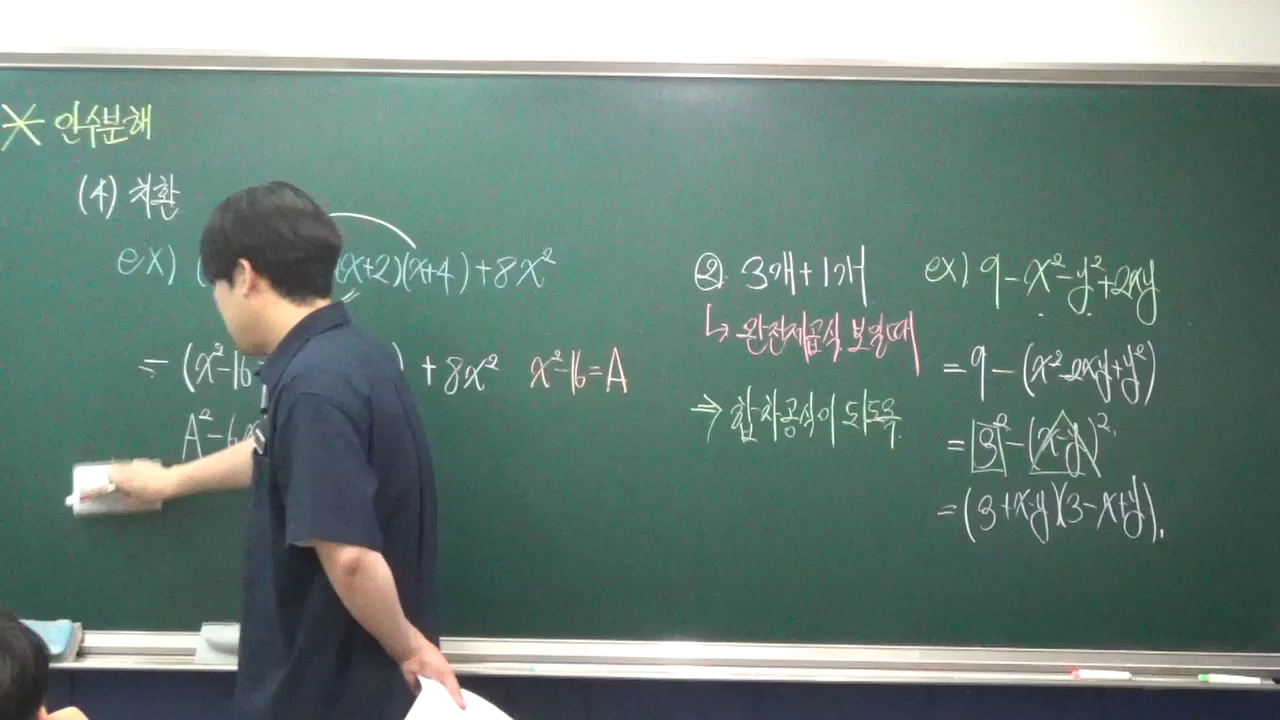 * 인수분해
(4) 치환
ex) ( (x+2)(x+4)+8x²
= (x²-16 ) + 8x² x²-16=A
A²-6
② 3개+1개
↳ 완전제곱식 보일때
⇒ 합차공식이 되도록
ex) 9-x²-y²+2xy
=9-(x²-2xy+y²)
=3²-(x-y)²
=(3+x-y)(3-x+y).